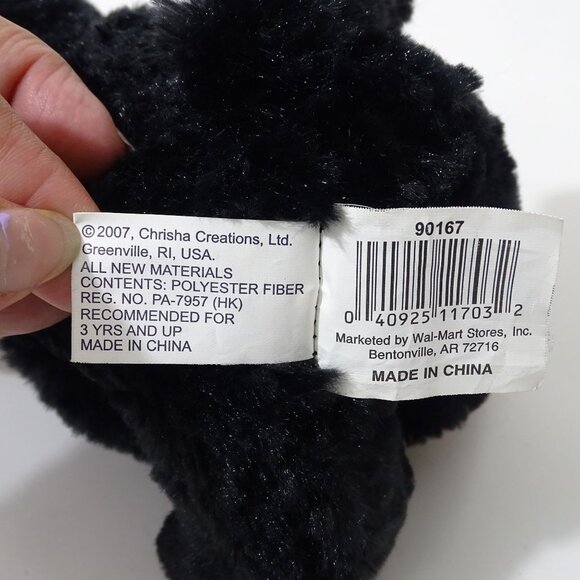 ©2007, Chrisha Creations, Ltd.
Greenville, RI, USA.
ALL NEW MATERIALS
CONTENTS: POLYESTER FIBER
REG. NO. PA-7957 (HK)
RECOMMENDED FOR
3 YRS AND UP
MADE IN CHINA
90167
0 40925 11703 2
Marketed by Wal-Mart Stores, Inc.
Bentonville, AR 72716
MADE IN CHINA